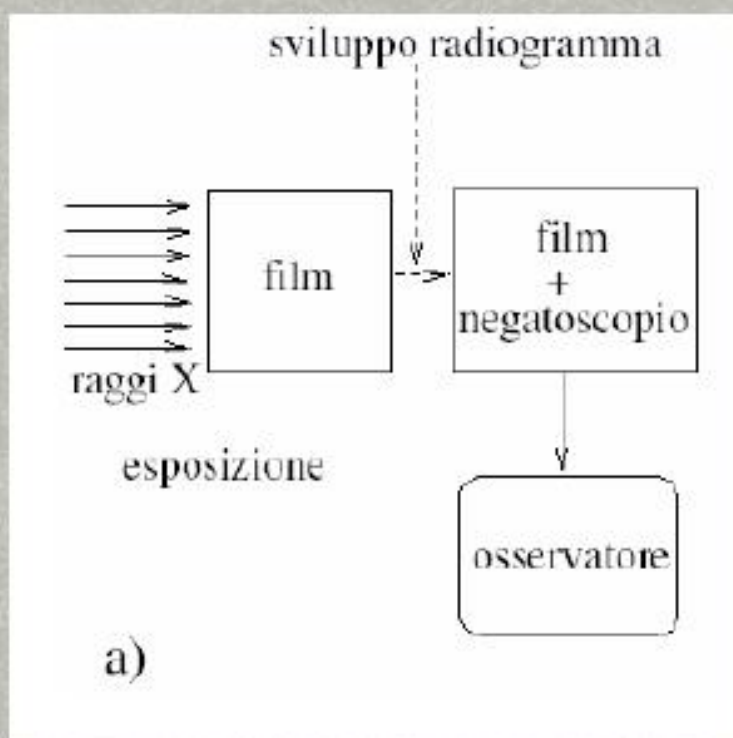 sviluppo radiogramma
film
film
+
negatoscopio
raggi X
esposizione
osservatore
a)